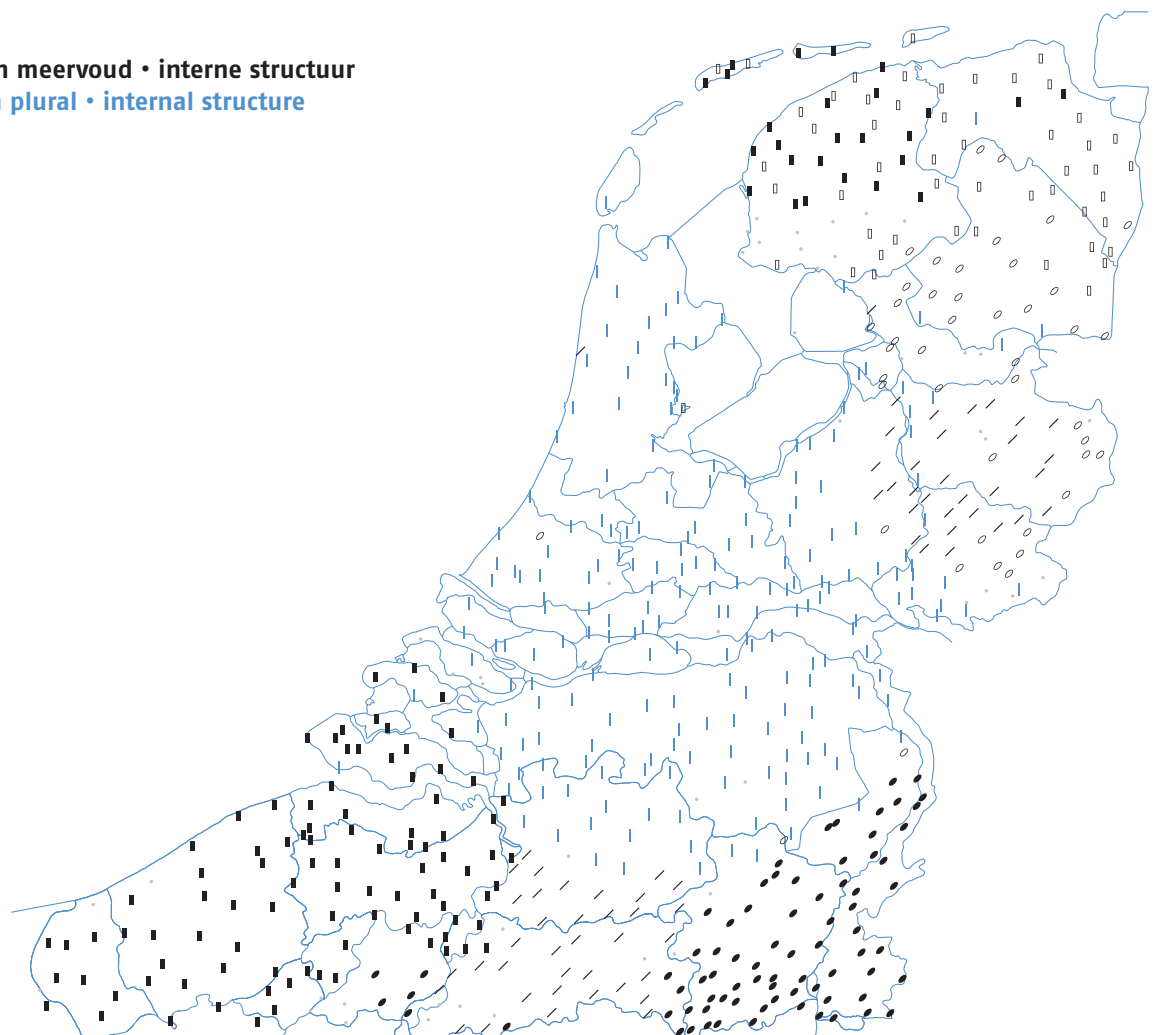 meervoud • interne structuur
plural • internal structure